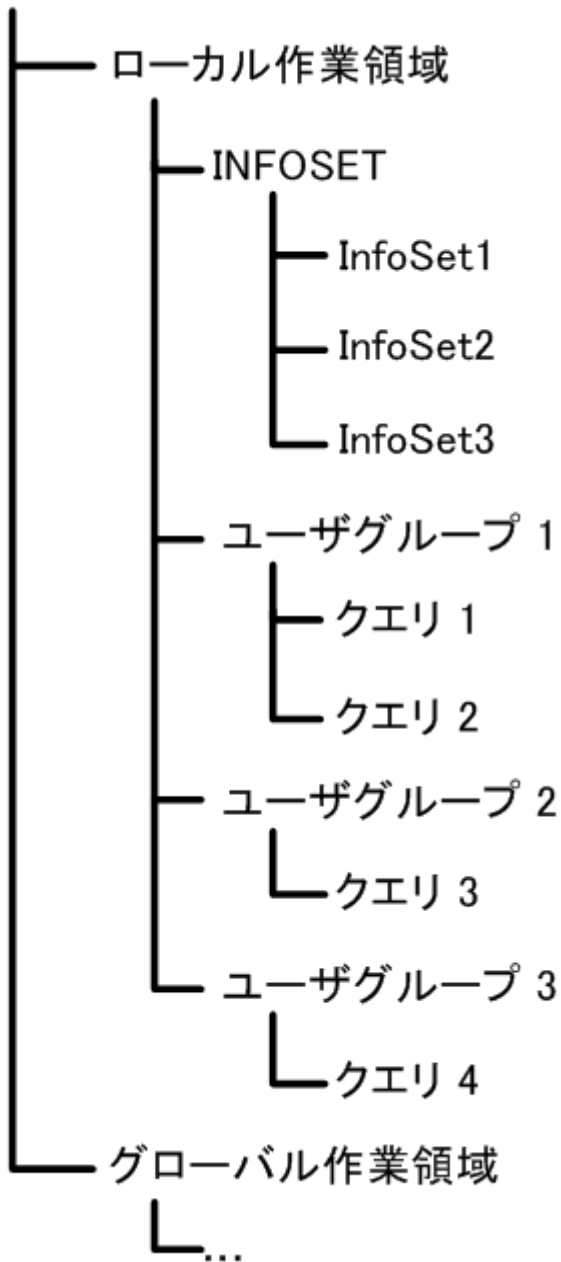 ローカル作業領域
INFOSET
InfoSet1
InfoSet2
InfoSet3
ユーザグループ 1
クエリ 1
クエリ 2
ユーザグループ 2
クエリ 3
ユーザグループ 3
クエリ 4
グローバル作業領域
...